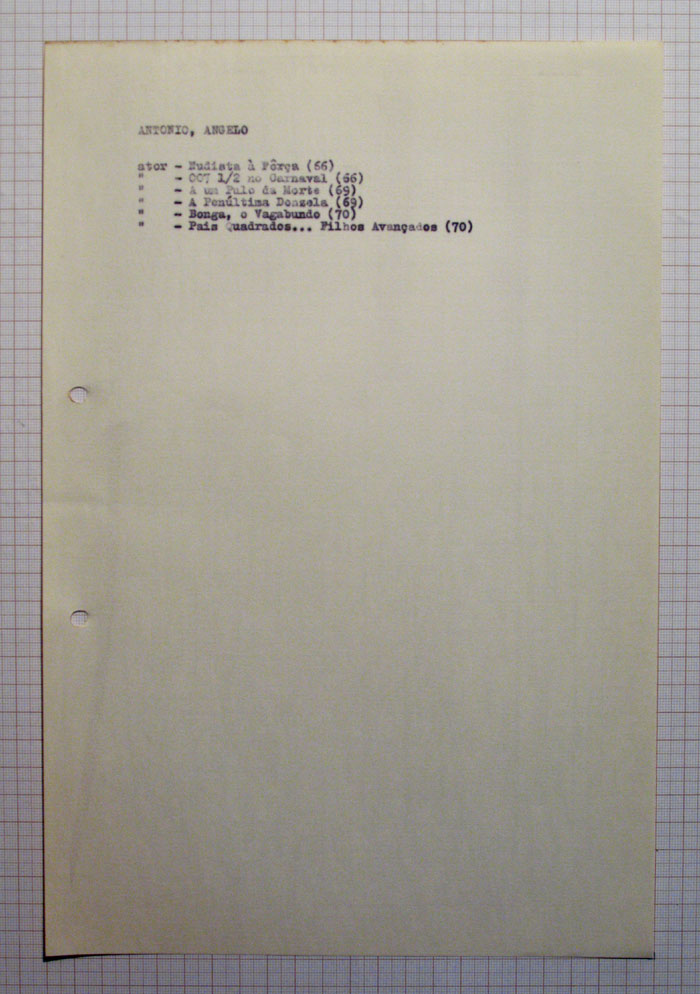 ANTONIO, ANGELO
ator - Nudista à Fôrça (66)
" - 007 1/2 no Carnaval (66)
" - A um Pulo da Morte (69)
" - A Penúltima Donzela (69)
" - Bonga, o Vagabundo (70)
" - Pais Quadrados... Filhos Avançados (70)